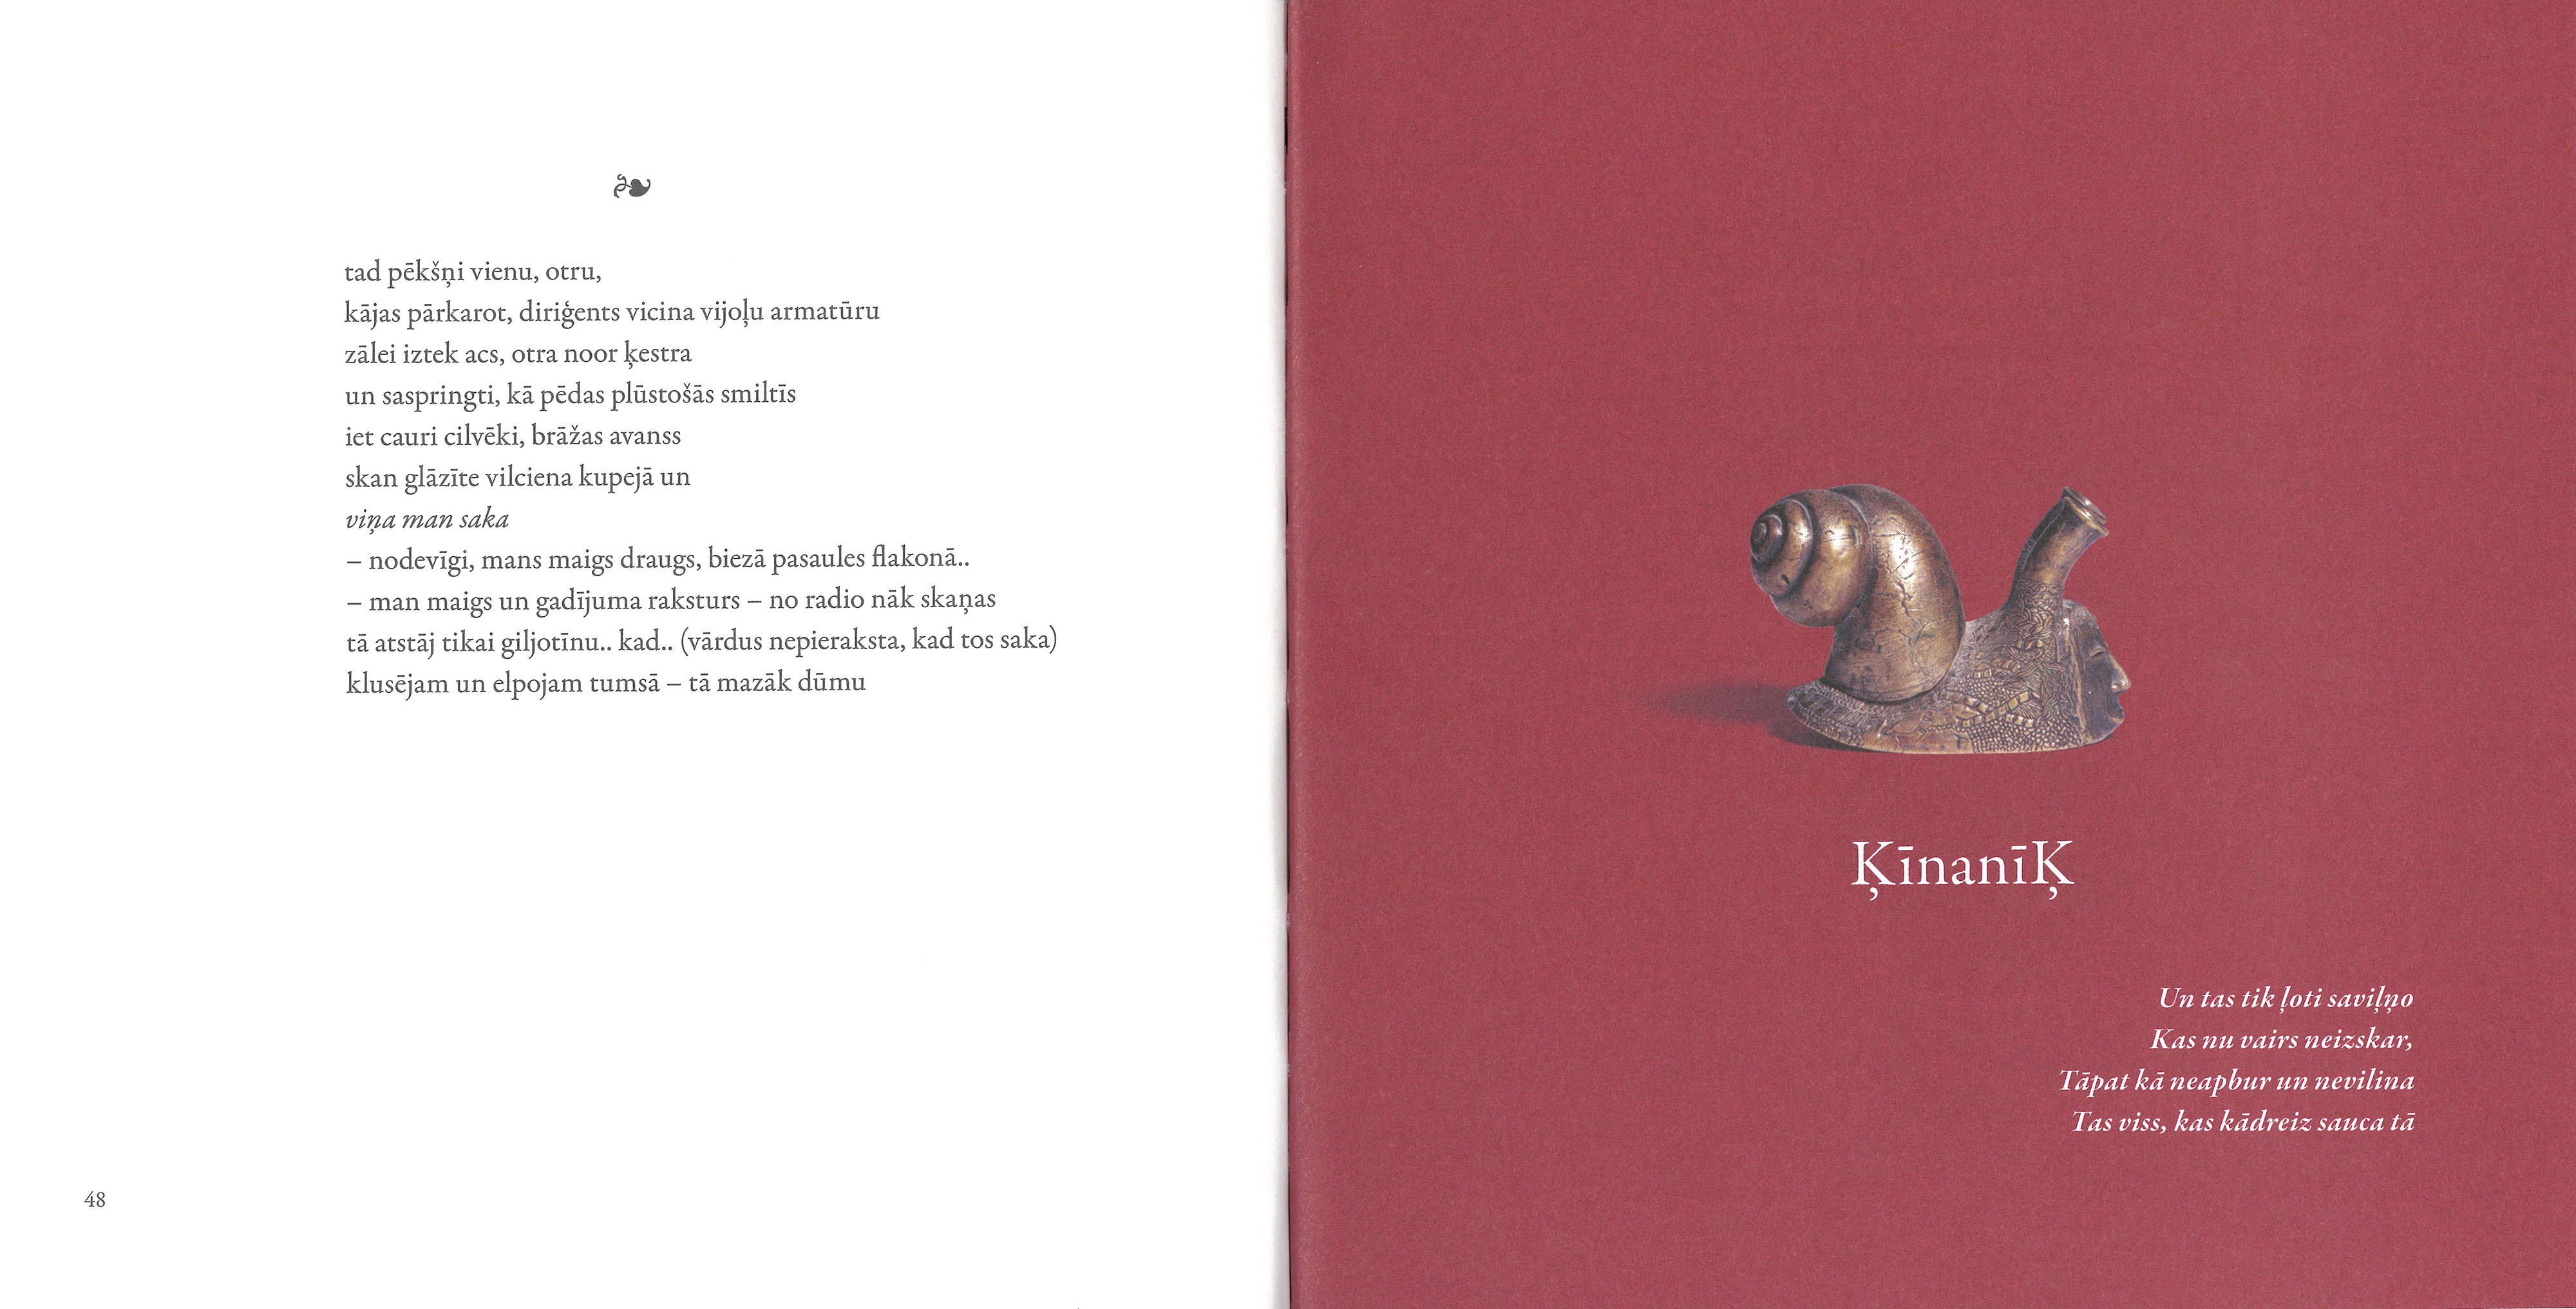 tad pēkšņi vienu, otru,
kājas pārkarot, diriģents vicina vijoļu armatūru
zālei iztek acs, otra noor ķestra
un saspringti, kā pēdas plūstošās smiltīs
iet cauri cilvēki, brāžas avanss
skan glāzīte vilciena kupejā un
viņa man saka
– nodevīgi, mans maigs draugs, biezā pasaules flakonā..
– man maigs un gadījuma raksturs – no radio nāk skaņas
tā atstāj tikai giljotīnu.. kad.. (vārdus nepieraksta, kad tos saka)
klusējam un elpojam tumsā – tā mazāk dūmu
48
ĶīnanīĶ
Un tas tik ļoti saviļņo
Kas nu vairs neizskar,
Tāpat kā neapbur un nevilina
Tas viss, kas kādreiz sauca tā